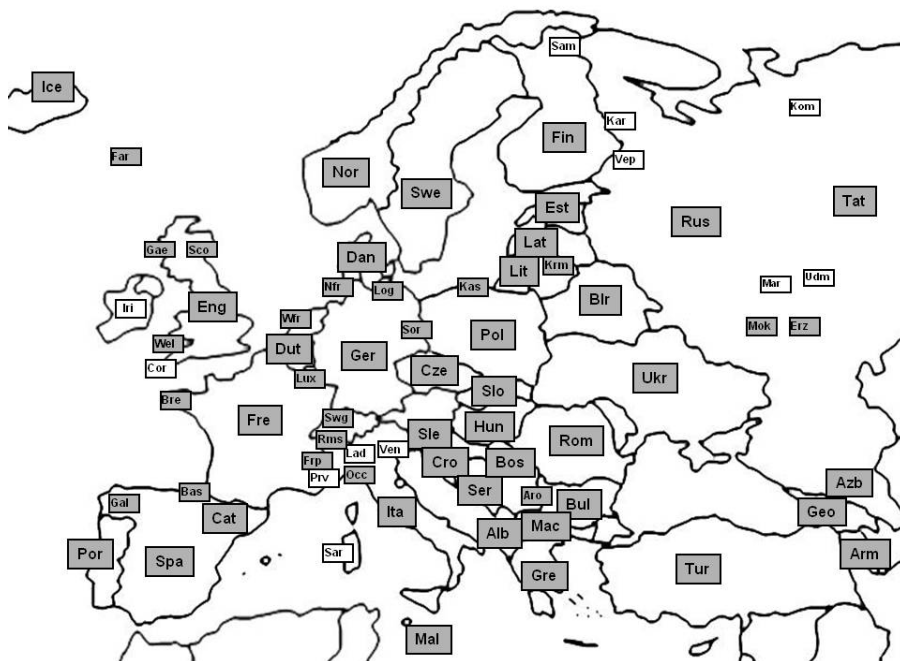 Sam
Ice
Kom
Kar
Fin
Far
Vep
Nor
Swe
Tat
Est
Rus
Gae
Sco
Lat
Dan
Krm
Lit
Udm
Mar
Nfr
Log
Kas
Iri
Eng
Blr
Wfr
Mok
Erz
Sor
Wel
Dut
Ger
Pol
Cor
Lux
Cze
Ukr
Slo
Bre
Fre
Swg
Hun
Sle
Rms
Rom
Lad
Ven
Frp
Cro
Bos
Prv
Occ
Azb
Bas
Ser
Aro
Gal
Bul
Ita
Geo
Cat
Mac
Alb
Por
Sar
Arm
Spa
Tur
Gre
Mal